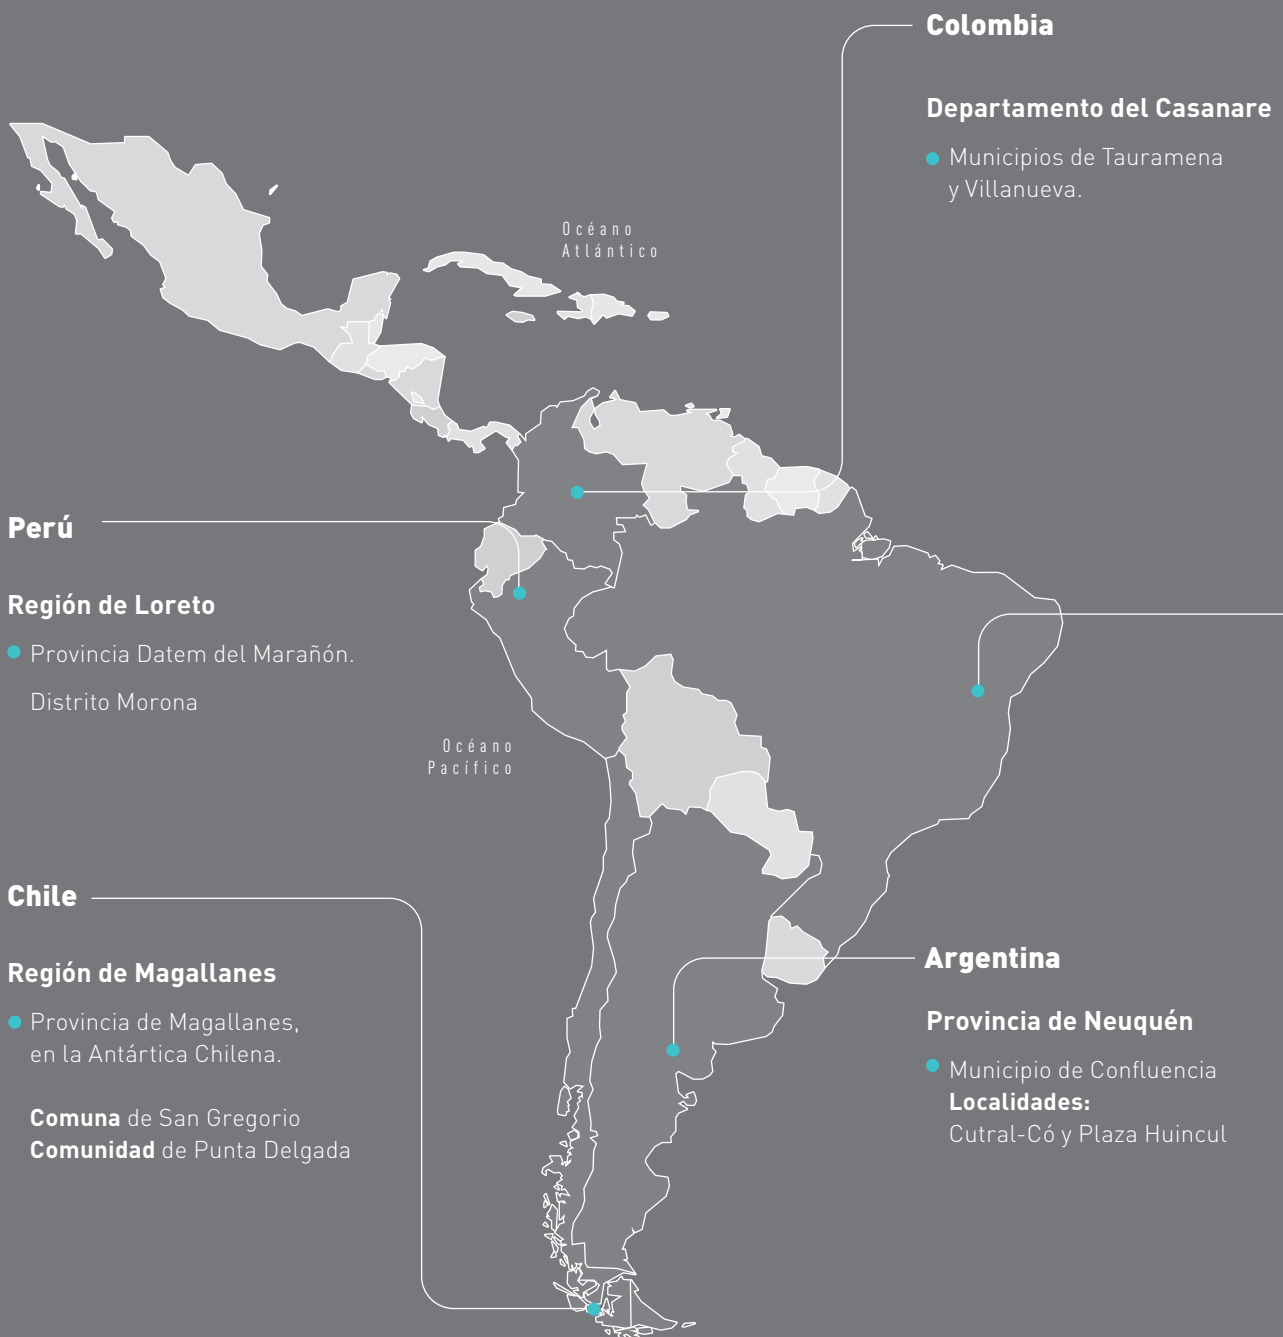 Colombia
Departamento del Casanare
Municipios de Tauramena
y Villanueva.
Océano
Atlántico
Perú
Región de Loreto
Provincia Datem del Marañón.
Distrito Morona
Océano
Pacífico
Chile
Región de Magallanes
Provincia de Magallanes,
en la Antártica Chilena.
Comuna de San Gregorio
Comunidad de Punta Delgada
Argentina
Provincia de Neuquén
Municipio de Confluencia
Localidades:
Cutral-Có y Plaza Huincul